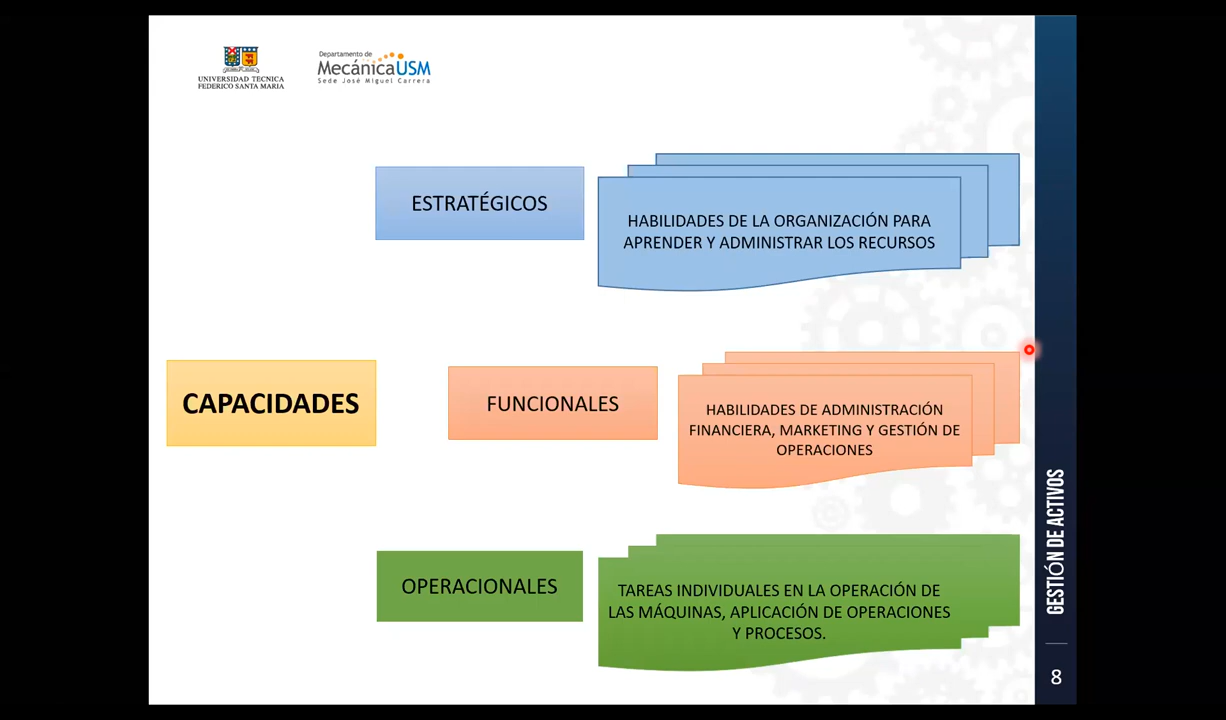 UNIVERSIDAD TECNICA
FEDERICO SANTA MARIA
Departamento de
MecánicaUSM
Sede José Miguel Carrera
ESTRATÉGICOS
HABILIDADES DE LA ORGANIZACIÓN PARA
APRENDER Y ADMINISTRAR LOS RECURSOS
CAPACIDADES
FUNCIONALES
HABILIDADES DE ADMINISTRACIÓN
FINANCIERA, MARKETING Y GESTIÓN DE
OPERACIONES
OPERACIONALES
TAREAS INDIVIDUALES EN LA OPERACIÓN DE
LAS MÁQUINAS, APLICACIÓN DE OPERACIONES
Y PROCESOS.
GESTIÓN DE ACTIVOS
8